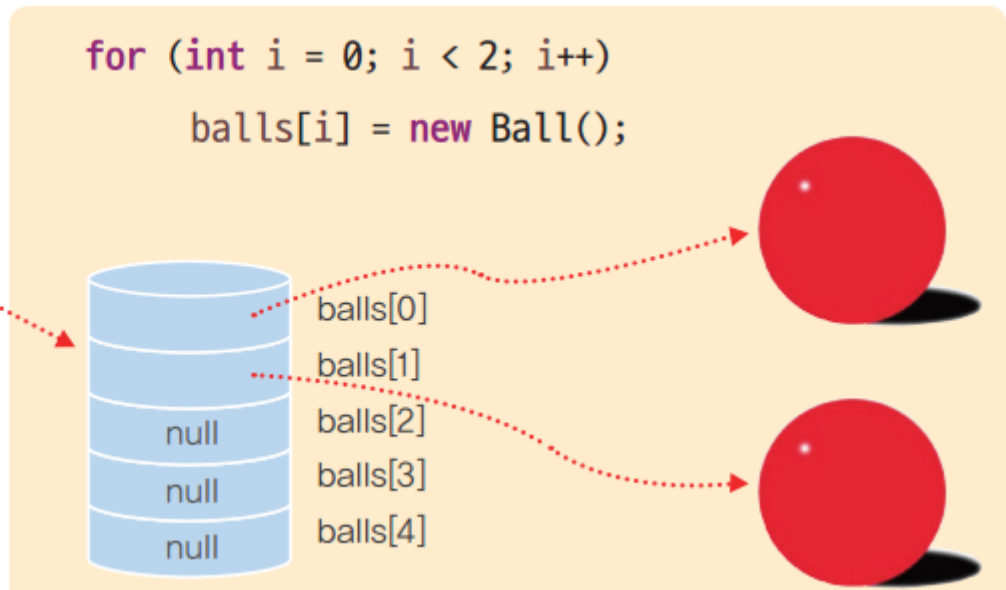 for (int i = 0; i < 2; i++)
balls[i] = new Ball();
balls[0]
balls[1]
null balls[2]
null balls[3]
null balls[4]